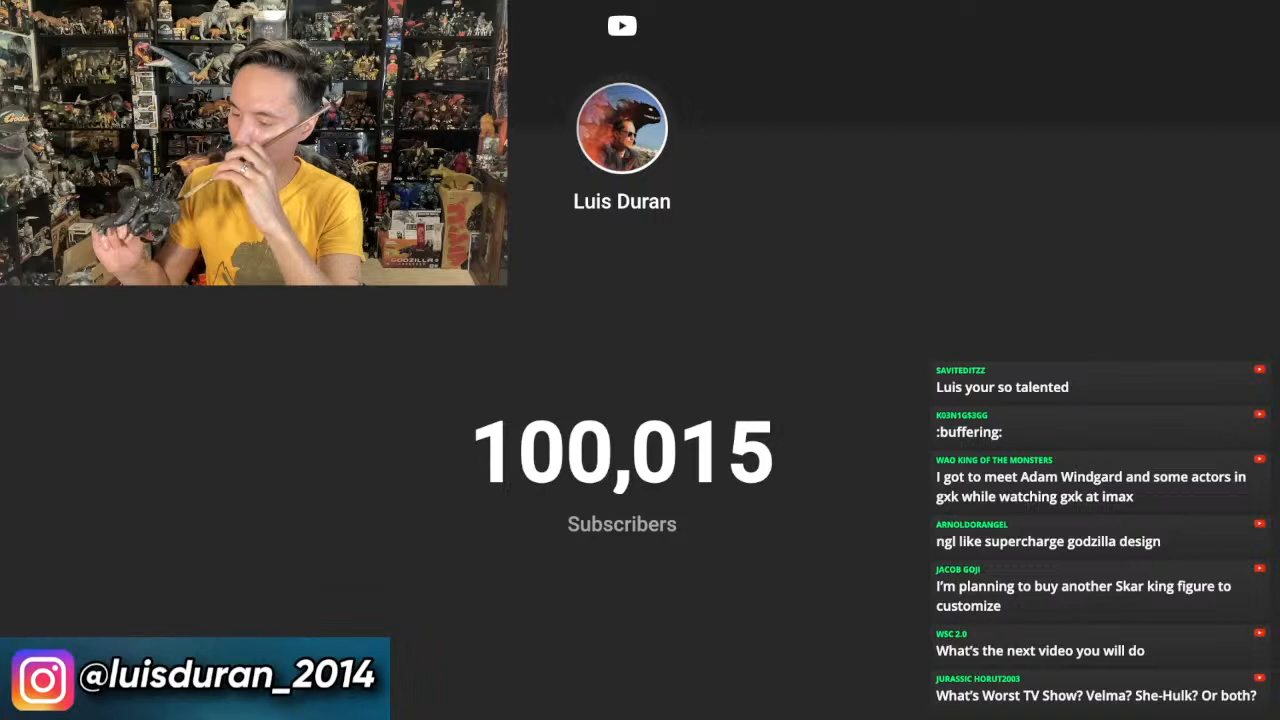 Luis Duran
100,015
Subscribers
SAVITEDITZZ
Luis your so talented
K03N1G$3GG
:buffering:
WAO KING OF THE MONSTERS
I got to meet Adam Windgard and some actors in
gxk while watching gxk at imax
ARNOLDORANGEL
ngl like supercharge godzilla design
JACOB GOJI
I'm planning to buy another Skar king figure to
customize
WSC 2.0
What's the next video you will do
JURASSIC HORUT2003
What's Worst TV Show? Velma? She-Hulk? Or both?
@luisduran_2014
GODZILLA